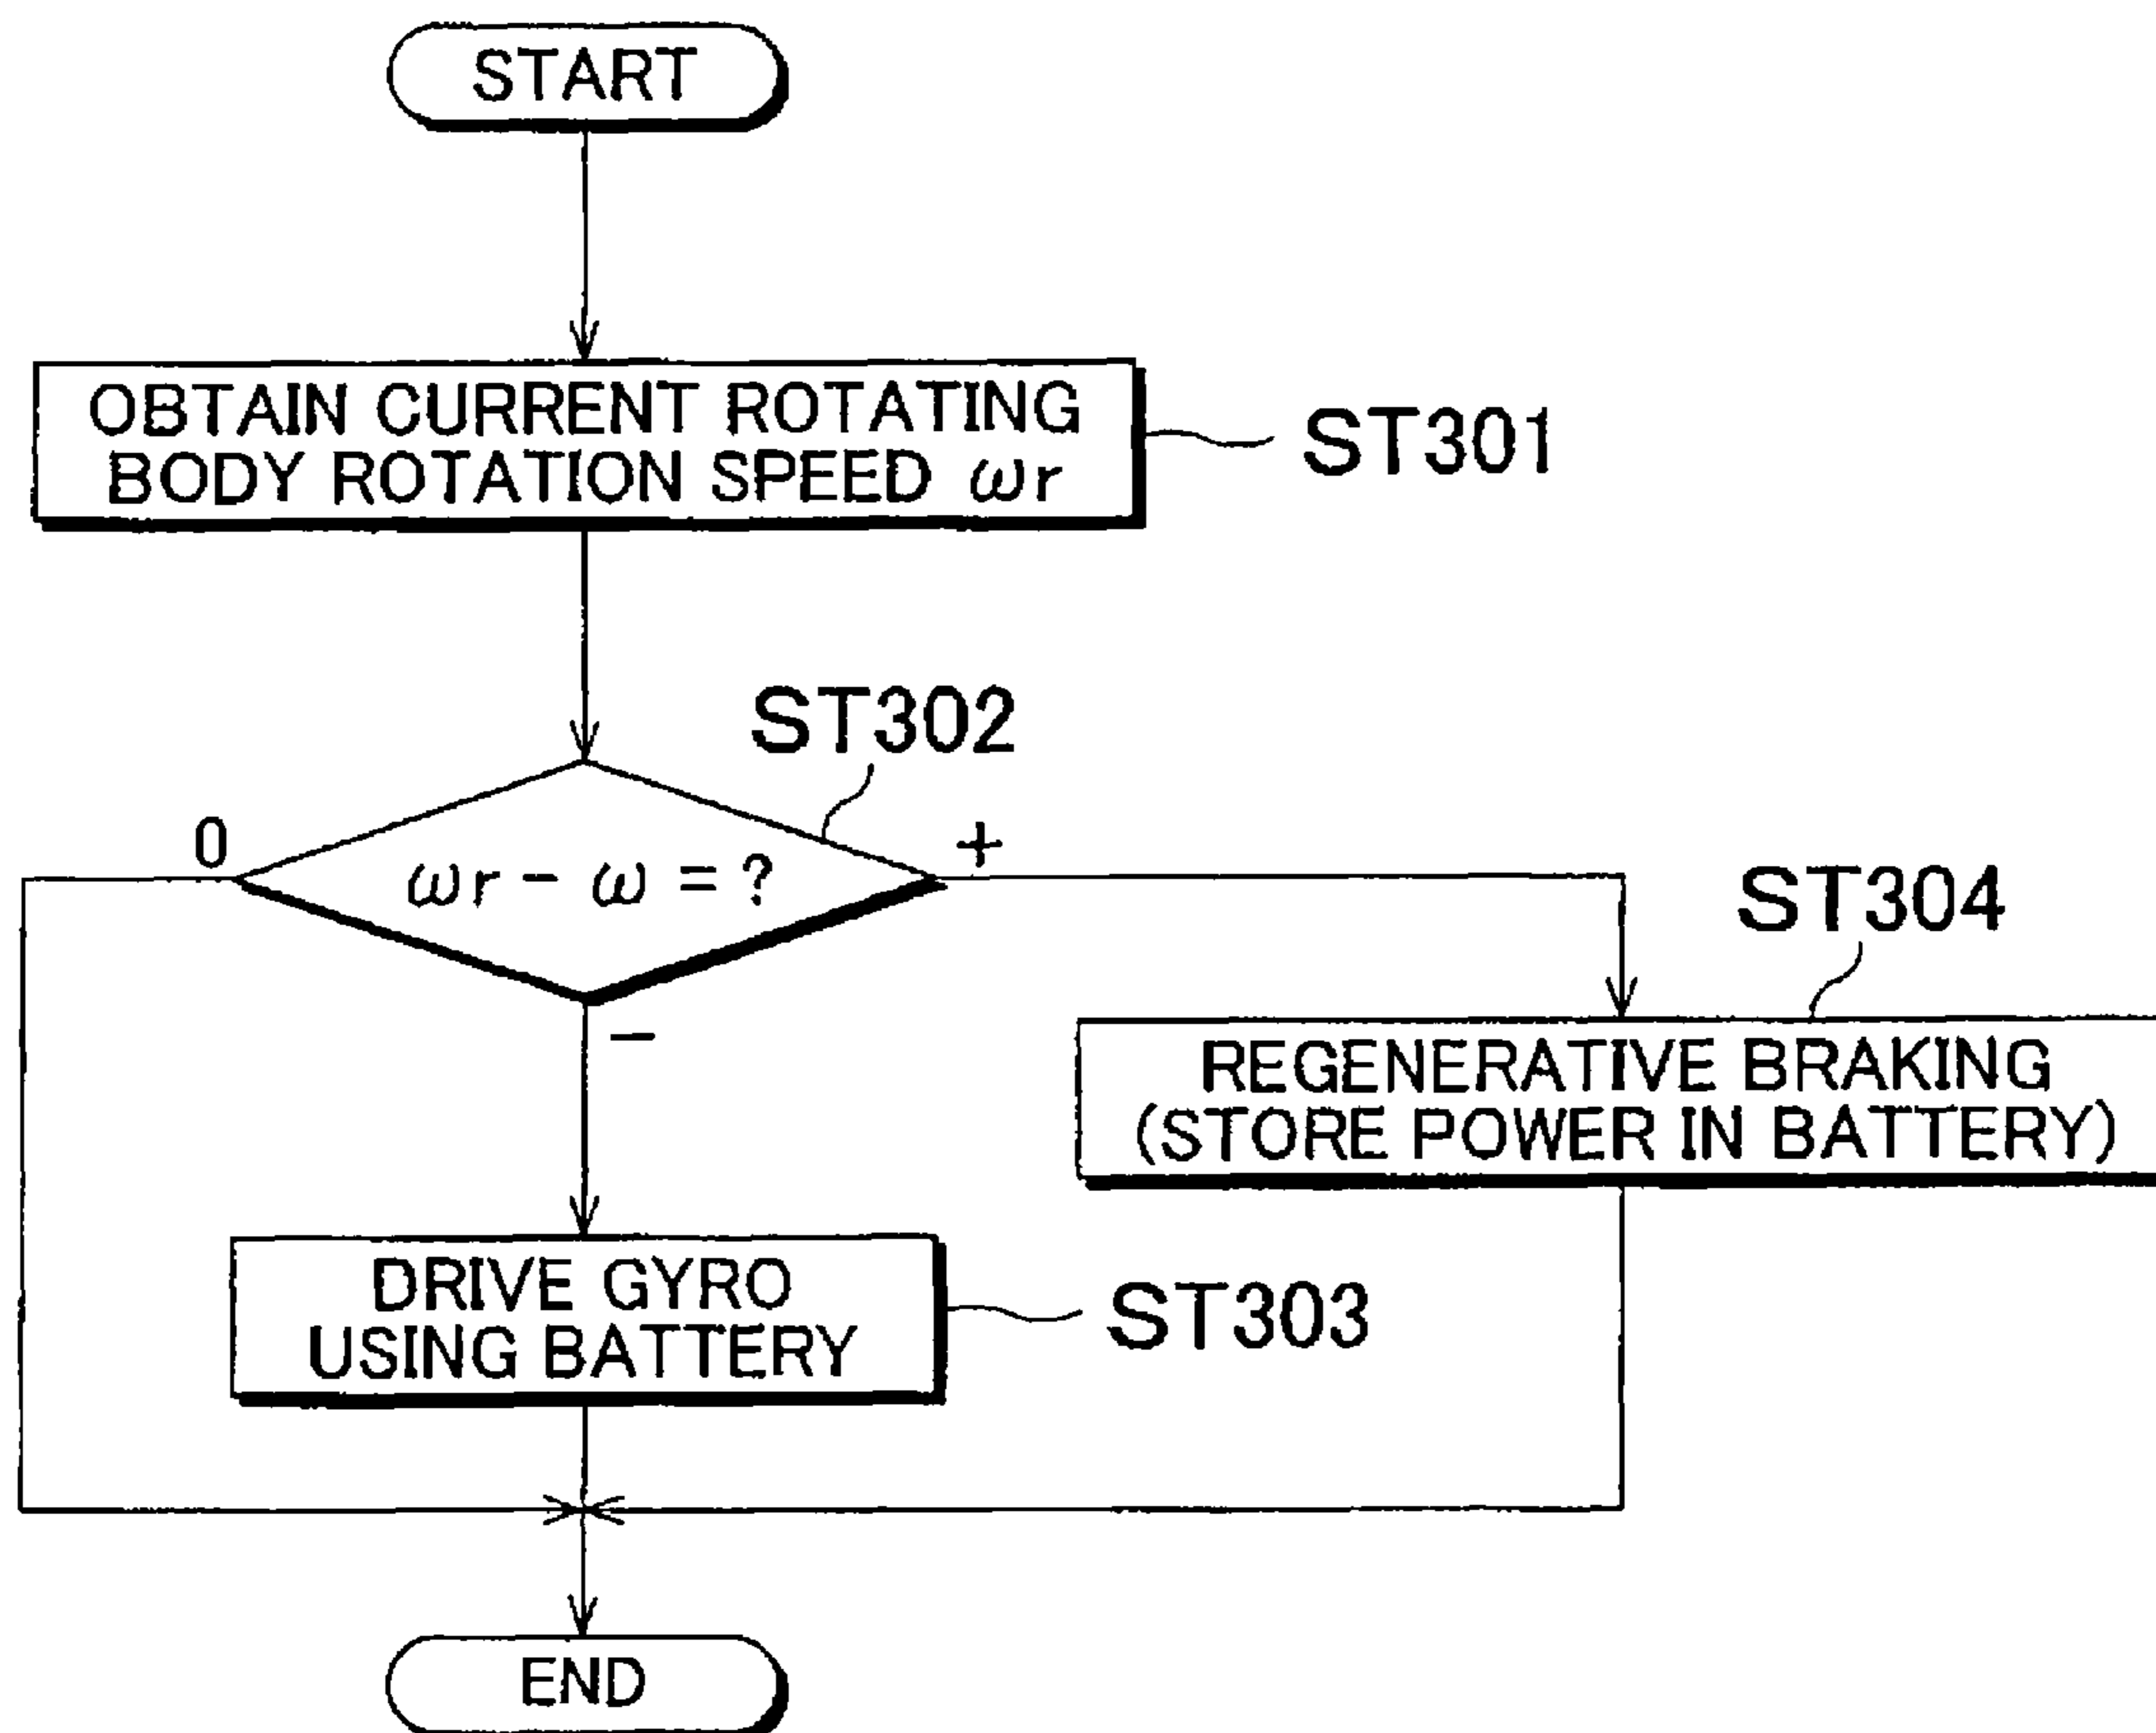 START
OBTAIN CURRENT ROTATING
BODY ROTATION SPEED ωr
ST301
ST302
0
+
ωr - ω = ?
ST304
−
REGENERATIVE BRAKING
(STORE POWER IN BATTERY)
DRIVE GYRO
USING BATTERY
ST303
END